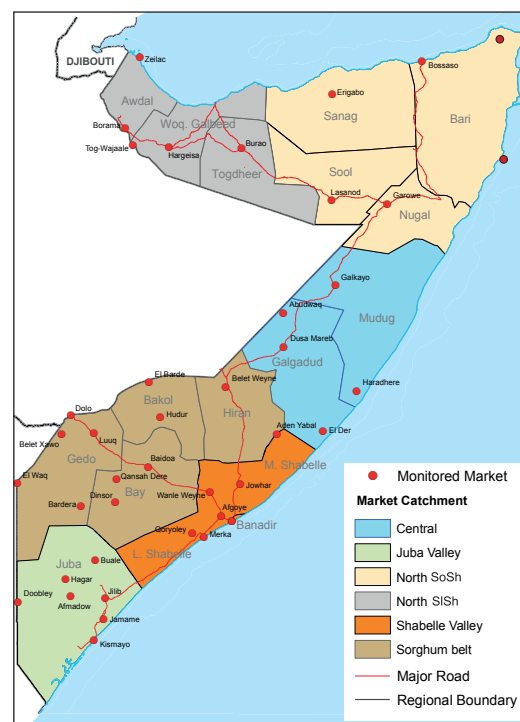 DJIBOUTI
Zeilac
Bossaso
Awdal
Erigabo
Sanag
Bari
Borama
Woq. Galbeed
Tog-Wajaale
Hargeisa
Burao
Togdheer
Sool
Lasanod
Garowe
Nugal
Galkayo
Abudwaq
Mudug
Dusa Mareb
Galgadud
El Barde
Belet Weyne
Haradhere
Dolo
Bakol
Hudur
Hiran
Aden Yabal
El Der
Belet Xawo
Luuq
Gedo
Baidoa
M. Shabelle
El Waq
Qansah Dere
Jowhar
Dinsor
Bay
Wanle Weyne
Bardera
Afgoye
Banadir
Qoryoley
Merka
L. Shabelle
Juba
Buale
Hagar
Doobley
Jilib
Afmadow
Jamame
Kismayo
Monitored Market
Market Catchment
Central
Juba Valley
North SoSh
North SlSh
Shabelle Valley
Sorghum belt
Major Road
Regional Boundary